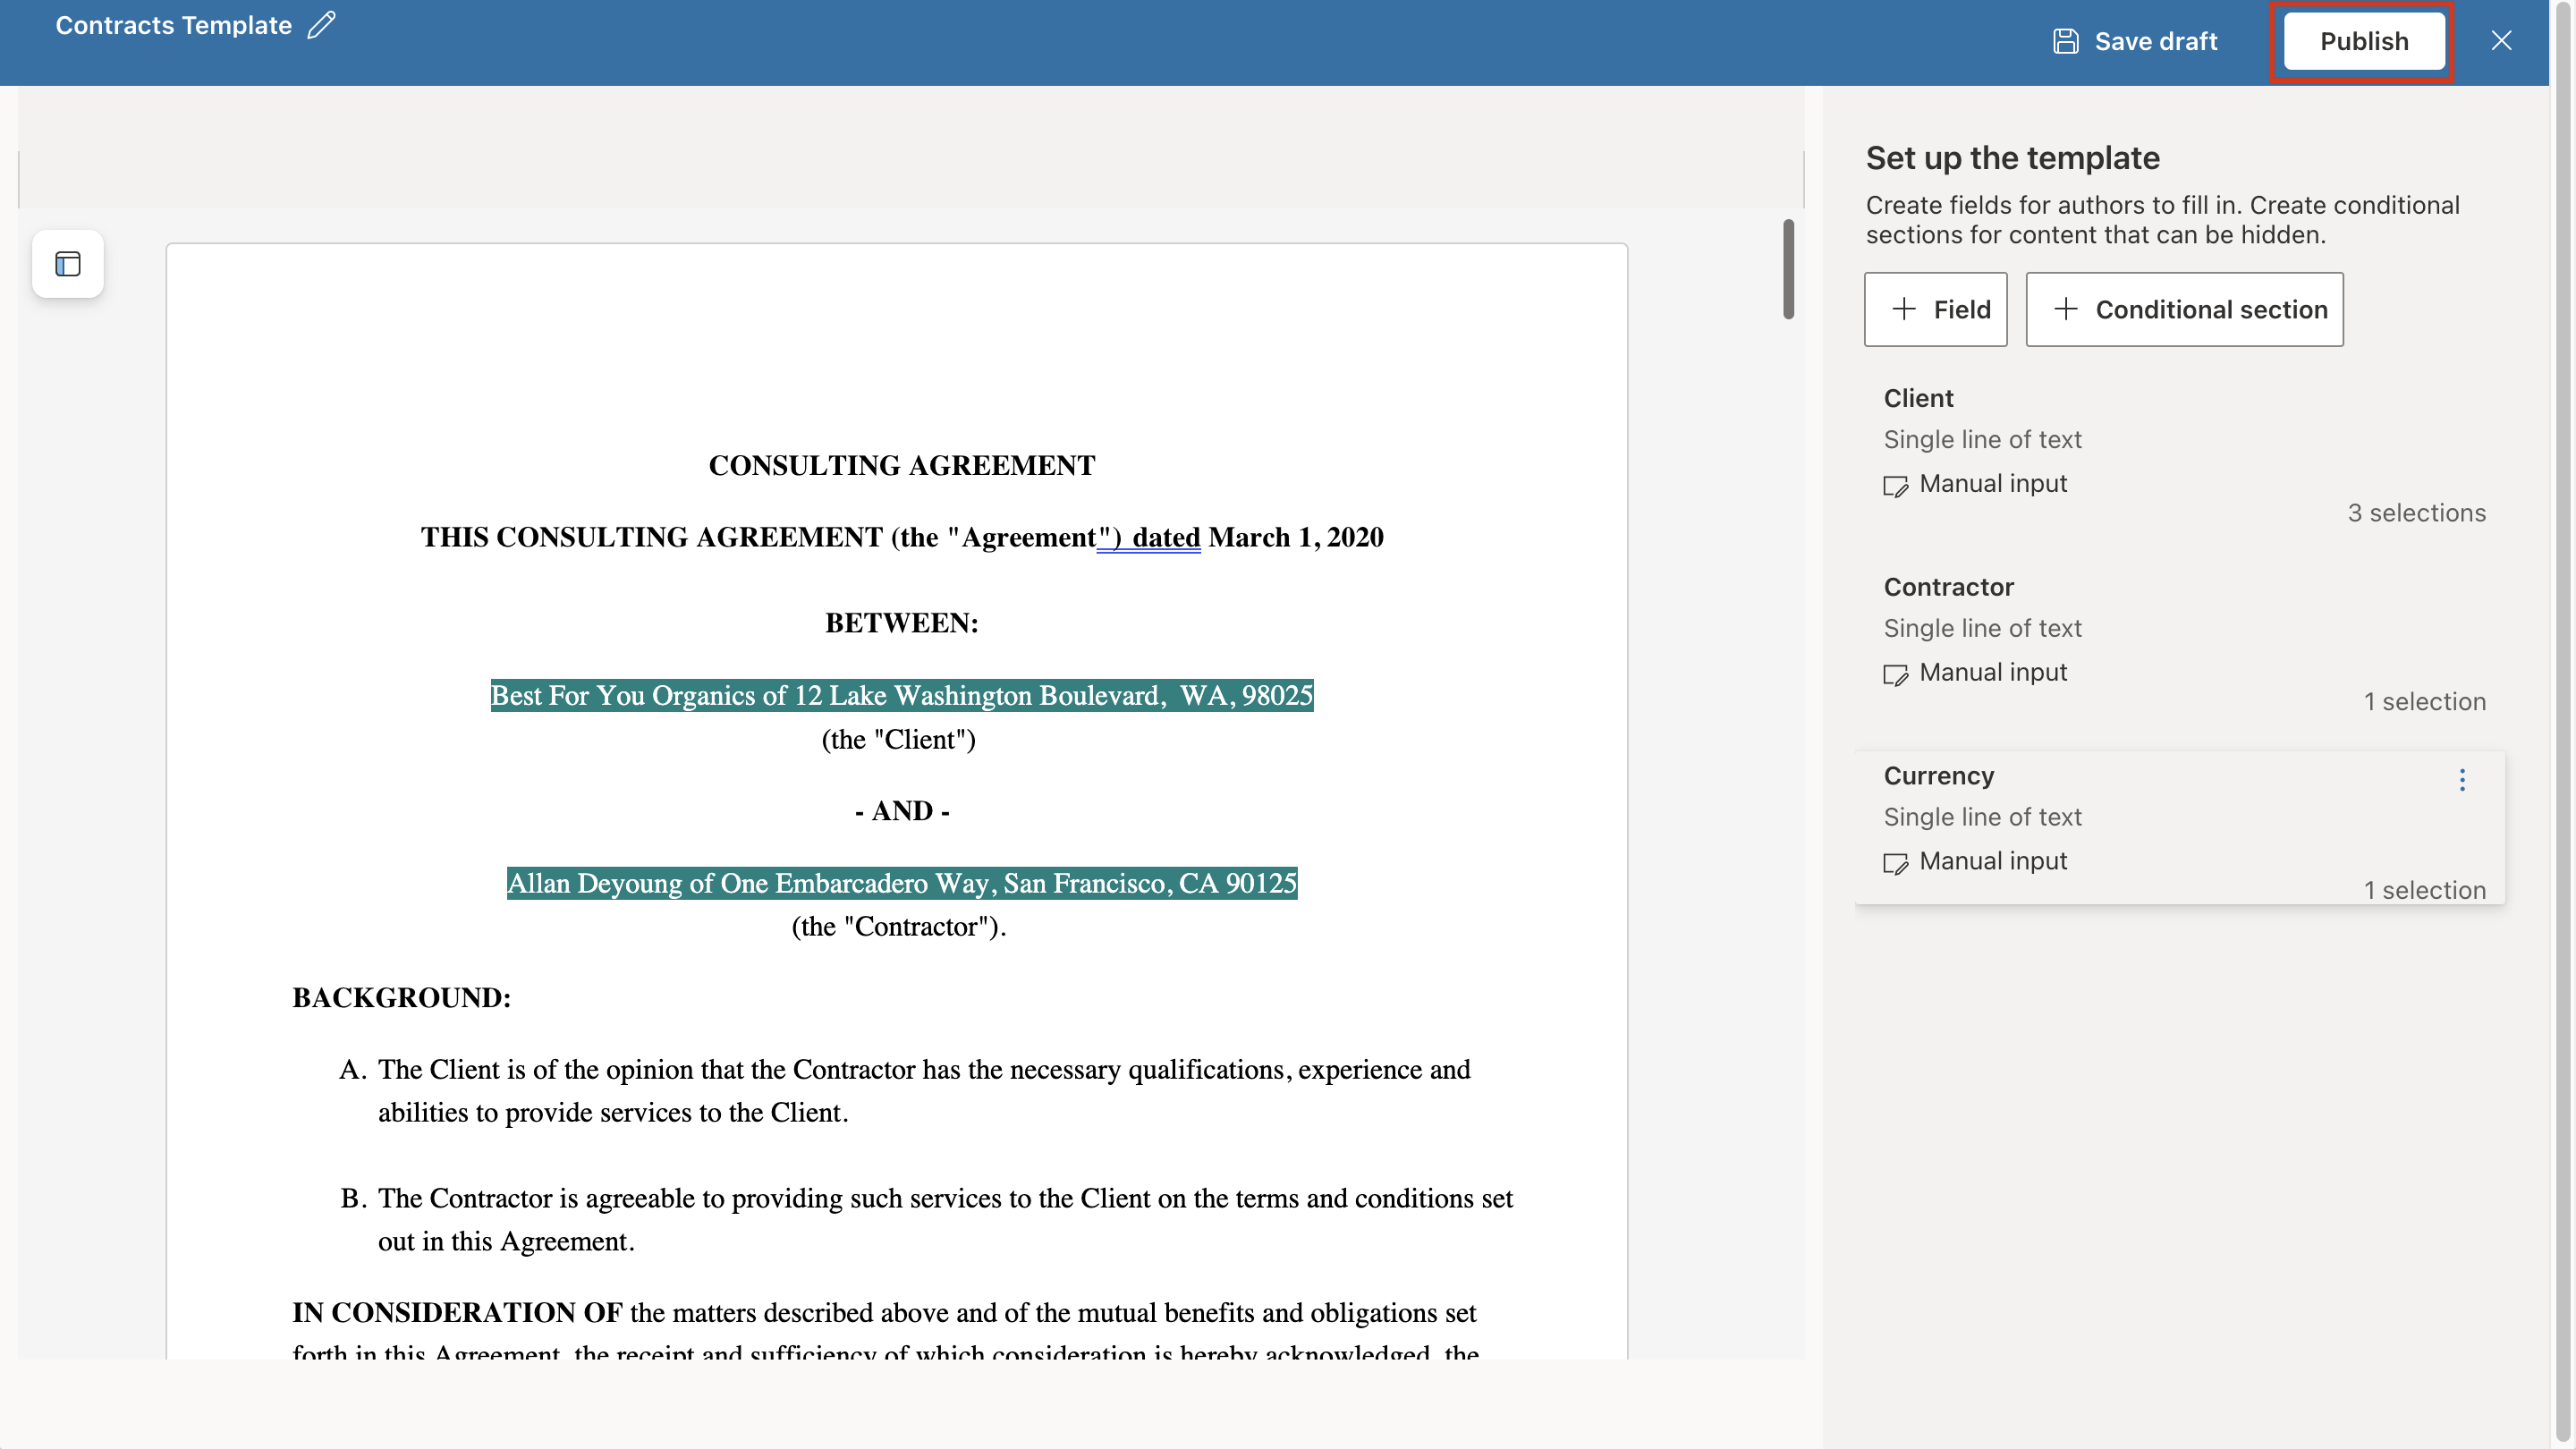 Contracts Template
Save draft
Publish
CONSULTING AGREEMENT
THIS CONSULTING AGREEMENT (the "Agreement") dated March 1, 2020
BETWEEN:
Best For You Organics of 12 Lake Washington Boulevard,  WA, 98025
(the "Client")
- AND -
Allan Deyoung of One Embarcadero Way, San Francisco, CA 90125
(the "Contractor").
BACKGROUND:
A. The Client is of the opinion that the Contractor has the necessary qualifications, experience and
abilities to provide services to the Client.
B. The Contractor is agreeable to providing such services to the Client on the terms and conditions set
out in this Agreement.
IN CONSIDERATION OF the matters described above and of the mutual benefits and obligations set
forth in this Agreement, the receipt and sufficiency of which consideration is hereby acknowledged, the
Set up the template
Create fields for authors to fill in. Create conditional
sections for content that can be hidden.
+ Field
+ Conditional section
Client
Single line of text
Manual input
3 selections
Contractor
Single line of text
Manual input
1 selection
Currency
Single line of text
Manual input
1 selection